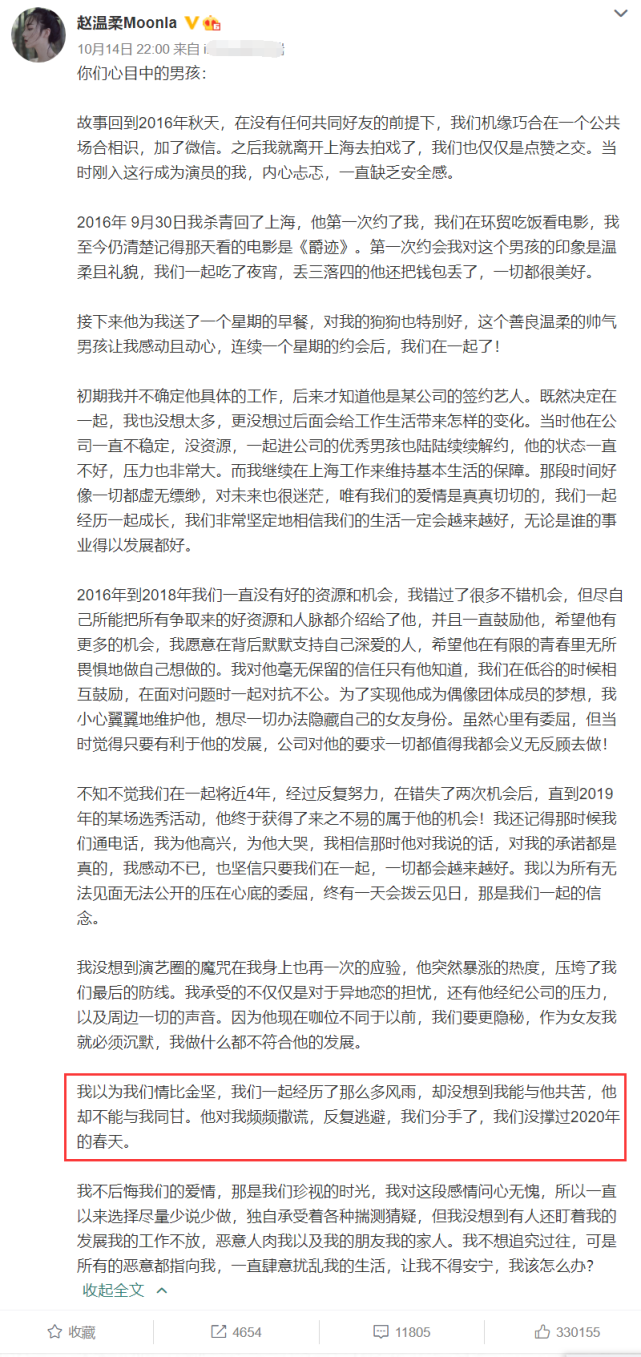 赵温柔Moonla
10月14日 22:00 来自
你们心目中的男孩：
故事回到2016年秋天，在没有任何共同好友的前提下，我们机缘巧合在一个公共
场合相识，加了微信。之后我就离开上海去拍戏了，我们也仅仅是点赞之交。当
时刚入这行成为演员的我，内心忐忑，一直缺乏安全感。
2016年 9月30日我杀青回了上海，他第一次约了我，我们在环贸吃饭看电影，我
至今仍清楚记得那天看的电影是《爵迹》。第一次约会我对这个男孩的印象是温
柔且礼貌，我们一起吃了夜宵，丢三落四的他还把钱包丢了，一切都很美好。
接下来他为我送了一个星期的早餐，对我的狗狗也特别好，这个善良温柔的帅气
男孩让我感动且动心，连续一个星期的约会后，我们在一起了！
初期我并不确定他具体的工作，后来才知道他是某公司的签约艺人。既然决定在
一起，我也没想太多，更没想过后面会给工作生活带来怎样的变化。当时他在公
司一直不稳定，没资源，一起进公司的优秀男孩也陆陆续续解约，他的状态一直
不好，压力也非常大。而我继续在上海工作来维持基本生活的保障。那段时间好
像一切都虚无缥缈，对未来也很迷茫，唯有我们的爱情是真真切切的，我们一起
经历一起成长，我们非常坚定地相信我们的生活一定会越来越好，无论是谁的事
业得以发展都好。
2016年到2018年我们一直没有好的资源和机会，我错过了很多不错机会，但尽自
己所能把所有争取来的好资源和人脉都介绍给了他，并且一直鼓励他，希望他有
更多的机会，我愿意在背后默默支持自己深爱的人，希望他在有限的青春里无所
畏惧地做自己想做的。我对他毫无保留的信任只有他知道，我们在低谷的时候相
互鼓励，在面对问题时一起对抗不公。为了实现他成为偶像团体成员的梦想，我
小心翼翼地维护他，想尽一切办法隐藏自己的女友身份。虽然心里有委屈，但当
时觉得只要有利于他的发展，公司对他的要求一切都值得我都会义无反顾去做！
不知不觉我们在一起将近4年，经过反复努力，在错失了两次机会后，直到2019
年的某场选秀活动，他终于获得了来之不易的属于他的机会！我还记得那时候我
们通电话，我为他高兴，为他大哭，我相信那时他对我说的话，对我的承诺都是
真的，我感动不已，也坚信只要我们在一起，一切都会越来越好。我以为所有无
法见面无法公开的压在心底的委屈，终有一天会拨云见日，那是我们一起的信
念。
我没想到演艺圈的魔咒在我身上也再一次的应验，他突然暴涨的热度，压垮了我
们最后的防线。我承受的不仅仅是对于异地恋的担忧，还有他经纪公司的压力，
以及周边一切的声音。因为他现在咖位不同于以前，我们要更隐秘，作为女友我
就必须沉默，我做什么都不符合他的发展。
我以为我们情比金坚，我们一起经历了那么多风雨，却没想到我能与他共苦，他
却不能与我同甘。他对我频频撒谎，反复逃避，我们分手了，我们没撑过2020年
的春天。
我不后悔我们的爱情，那是我们珍视的时光，我对这段感情问心无愧，所以一直
以来选择尽量少说少做，独自承受着各种揣测猜疑，但我没想到有人还盯着我的
发展我的工作不放，恶意人肉我以及我的朋友我的家人。我不想追究过往，可是
所有的恶意都指向我，一直肆意扰乱我的生活，让我不得安宁，我该怎么办？
收起全文
收藏 4654 11805 330155